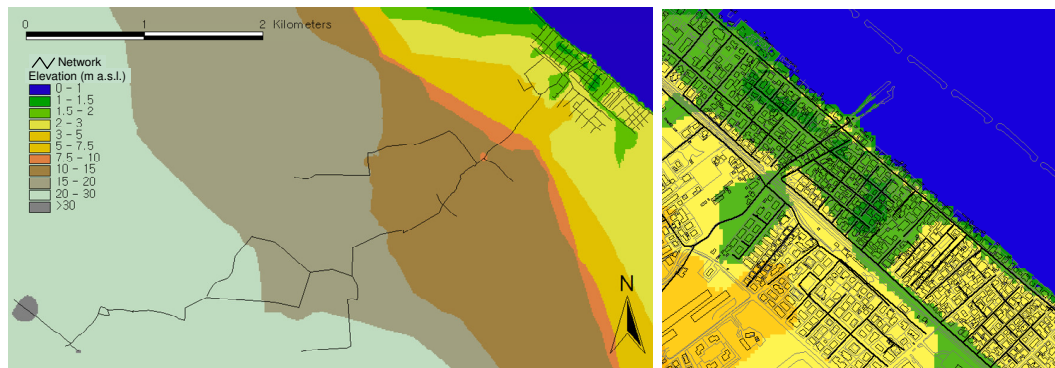 0 1 2 Kilometers
Network
Elevation (m a.s.l.)
0 - 1
1 - 1.5
1.5 - 2
2 - 3
3 - 5
5 - 7.5
7.5 - 10
10 - 15
15 - 20
20 - 30
>30
N